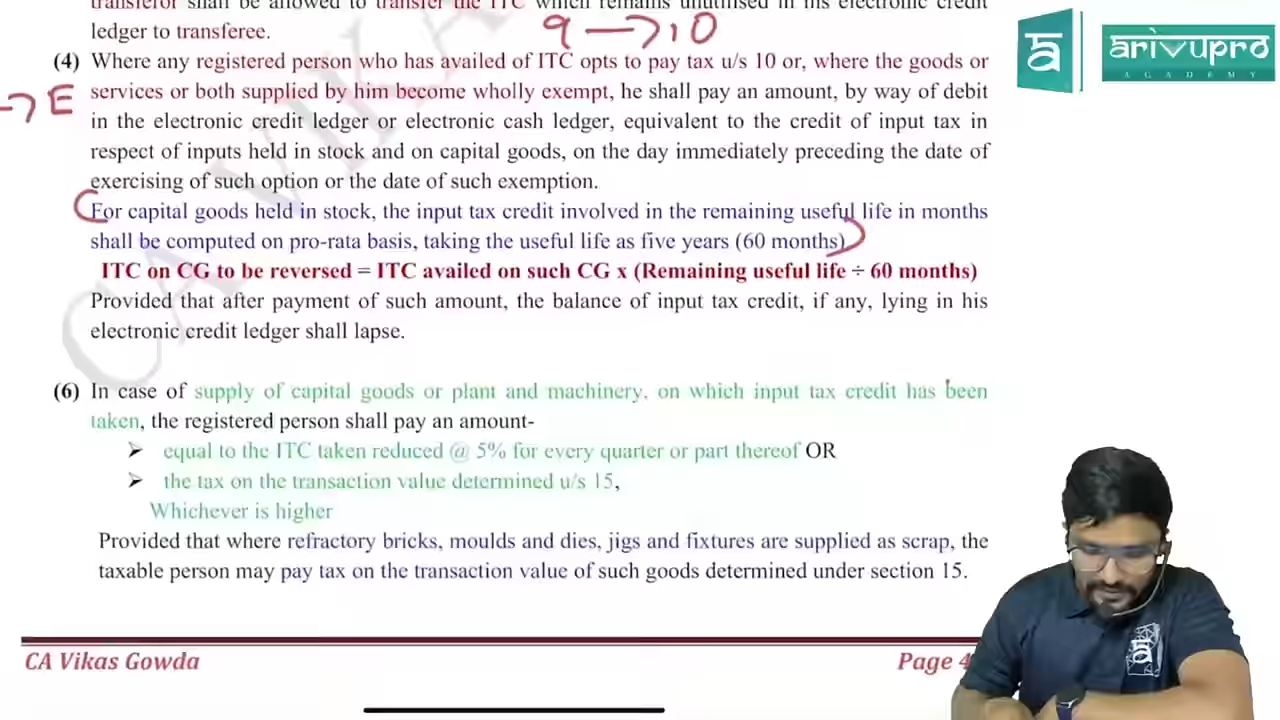 transferor shall be allowed to transfer the ITC which remains unutilised in his electronic credit
ledger to transferee.
9 → 10
(4) Where any registered person who has availed of ITC opts to pay tax u/s 10 or, where the goods or
→ E services or both supplied by him become wholly exempt, he shall pay an amount, by way of debit
in the electronic credit ledger or electronic cash ledger, equivalent to the credit of input tax in
respect of inputs held in stock and on capital goods, on the day immediately preceding the date of
exercising of such option or the date of such exemption.
For capital goods held in stock, the input tax credit involved in the remaining useful life in months
shall be computed on pro-rata basis, taking the useful life as five years (60 months)
ITC on CG to be reversed = ITC availed on such CG x (Remaining useful life ÷ 60 months)
Provided that after payment of such amount, the balance of input tax credit, if any, lying in his
electronic credit ledger shall lapse.
(6) In case of supply of capital goods or plant and machinery, on which input tax credit has been
taken, the registered person shall pay an amount-
➢ equal to the ITC taken reduced @ 5% for every quarter or part thereof OR
➢ the tax on the transaction value determined u/s 15,
Whichever is higher
Provided that where refractory bricks, moulds and dies, jigs and fixtures are supplied as scrap, the
taxable person may pay tax on the transaction value of such goods determined under section 15.
CA Vikas Gowda
Page 4
arivupro
ACADEMY
CA VIKA